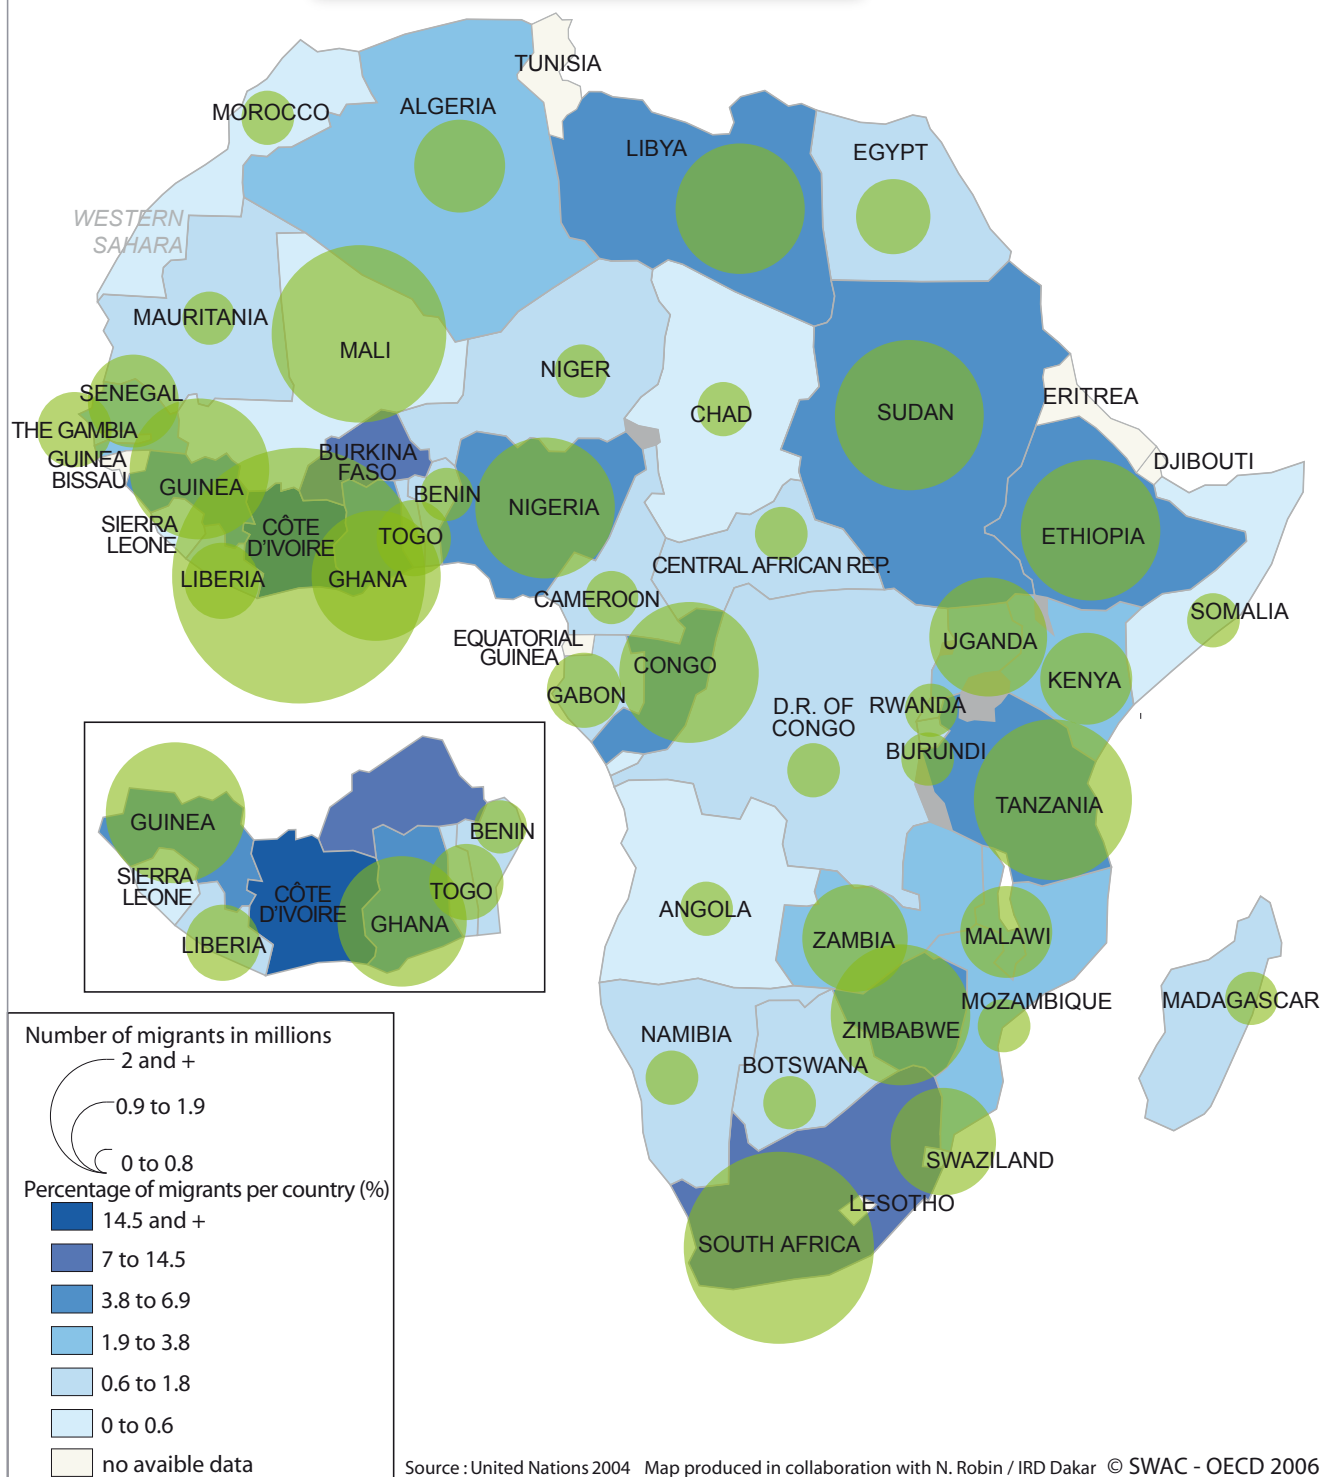 TUNISIA
MOROCCO
ALGERIA
LIBYA
EGYPT
WESTERN
SAHARA
MAURITANIA
MALI
NIGER
CHAD
SUDAN
ERITREA
SENEGAL
THE GAMBIA
GUINEA
BISSAU
GUINEA
BURKINA
FASO
BENIN
NIGERIA
DJIBOUTI
SIERRA
LEONE
CÔTE
D'IVOIRE
TOGO
ETHIOPIA
LIBERIA
GHANA
CENTRAL AFRICAN REP.
CAMEROON
SOMALIA
EQUATORIAL
GUINEA
CONGO
UGANDA
GABON
KENYA
D.R. OF
CONGO
RWANDA
BURUNDI
TANZANIA
GUINEA
BENIN
SIERRA
LEONE
CÔTE
D'IVOIRE
TOGO
GHANA
LIBERIA
ANGOLA
ZAMBIA
MALAWI
MOZAMBIQUE
MADAGASCAR
NAMIBIA
ZIMBABWE
BOTSWANA
SWAZILAND
LESOTHO
SOUTH AFRICA
Number of migrants in millions
2 and +
0.9 to 1.9
0 to 0.8
Percentage of migrants per country (%)
14.5 and +
7 to 14.5
3.8 to 6.9
1.9 to 3.8
0.6 to 1.8
0 to 0.6
no avaible data
Source : United Nations 2004 Map produced in collaboration with N. Robin / IRD Dakar © SWAC - OECD 2006